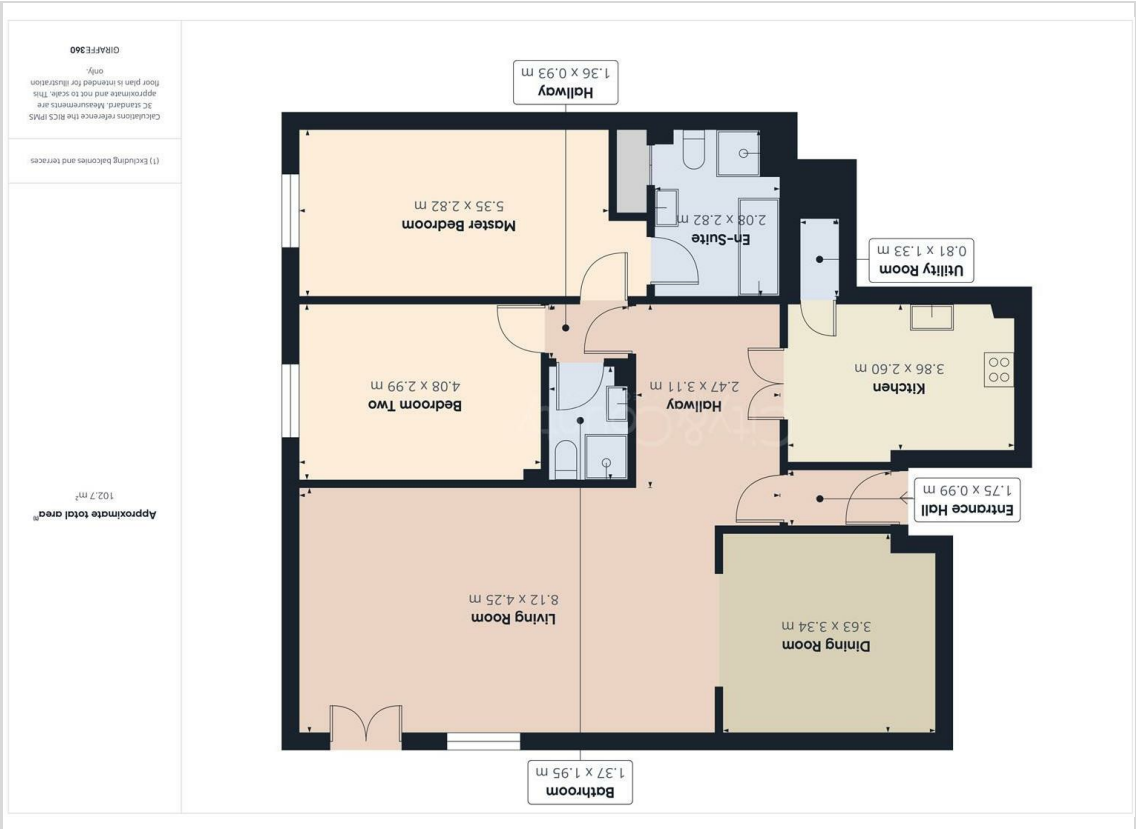 Bathroom
1.37 x 1.95 m
Dining Room
3.63 x 3.34 m
Living Room
8.12 x 4.25 m
Entrance Hall
1.75 x 0.99 m
Kitchen
3.86 x 2.60 m
Hallway
2.47 x 3.11 m
Bedroom Two
4.08 x 2.99 m
Utility Room
0.81 x 1.33 m
En-Suite
2.08 x 2.82 m
Master Bedroom
5.35 x 2.82 m
Hallway
1.36 x 0.93 m
Approximate total area⁽¹⁾
102.7 m²
(1) Excluding balconies and terraces
Calculations reference the RICS IPMS
3C standard. Measurements are
approximate and not to scale. This
floor plan is intended for illustration
only.
GIRAFFE360